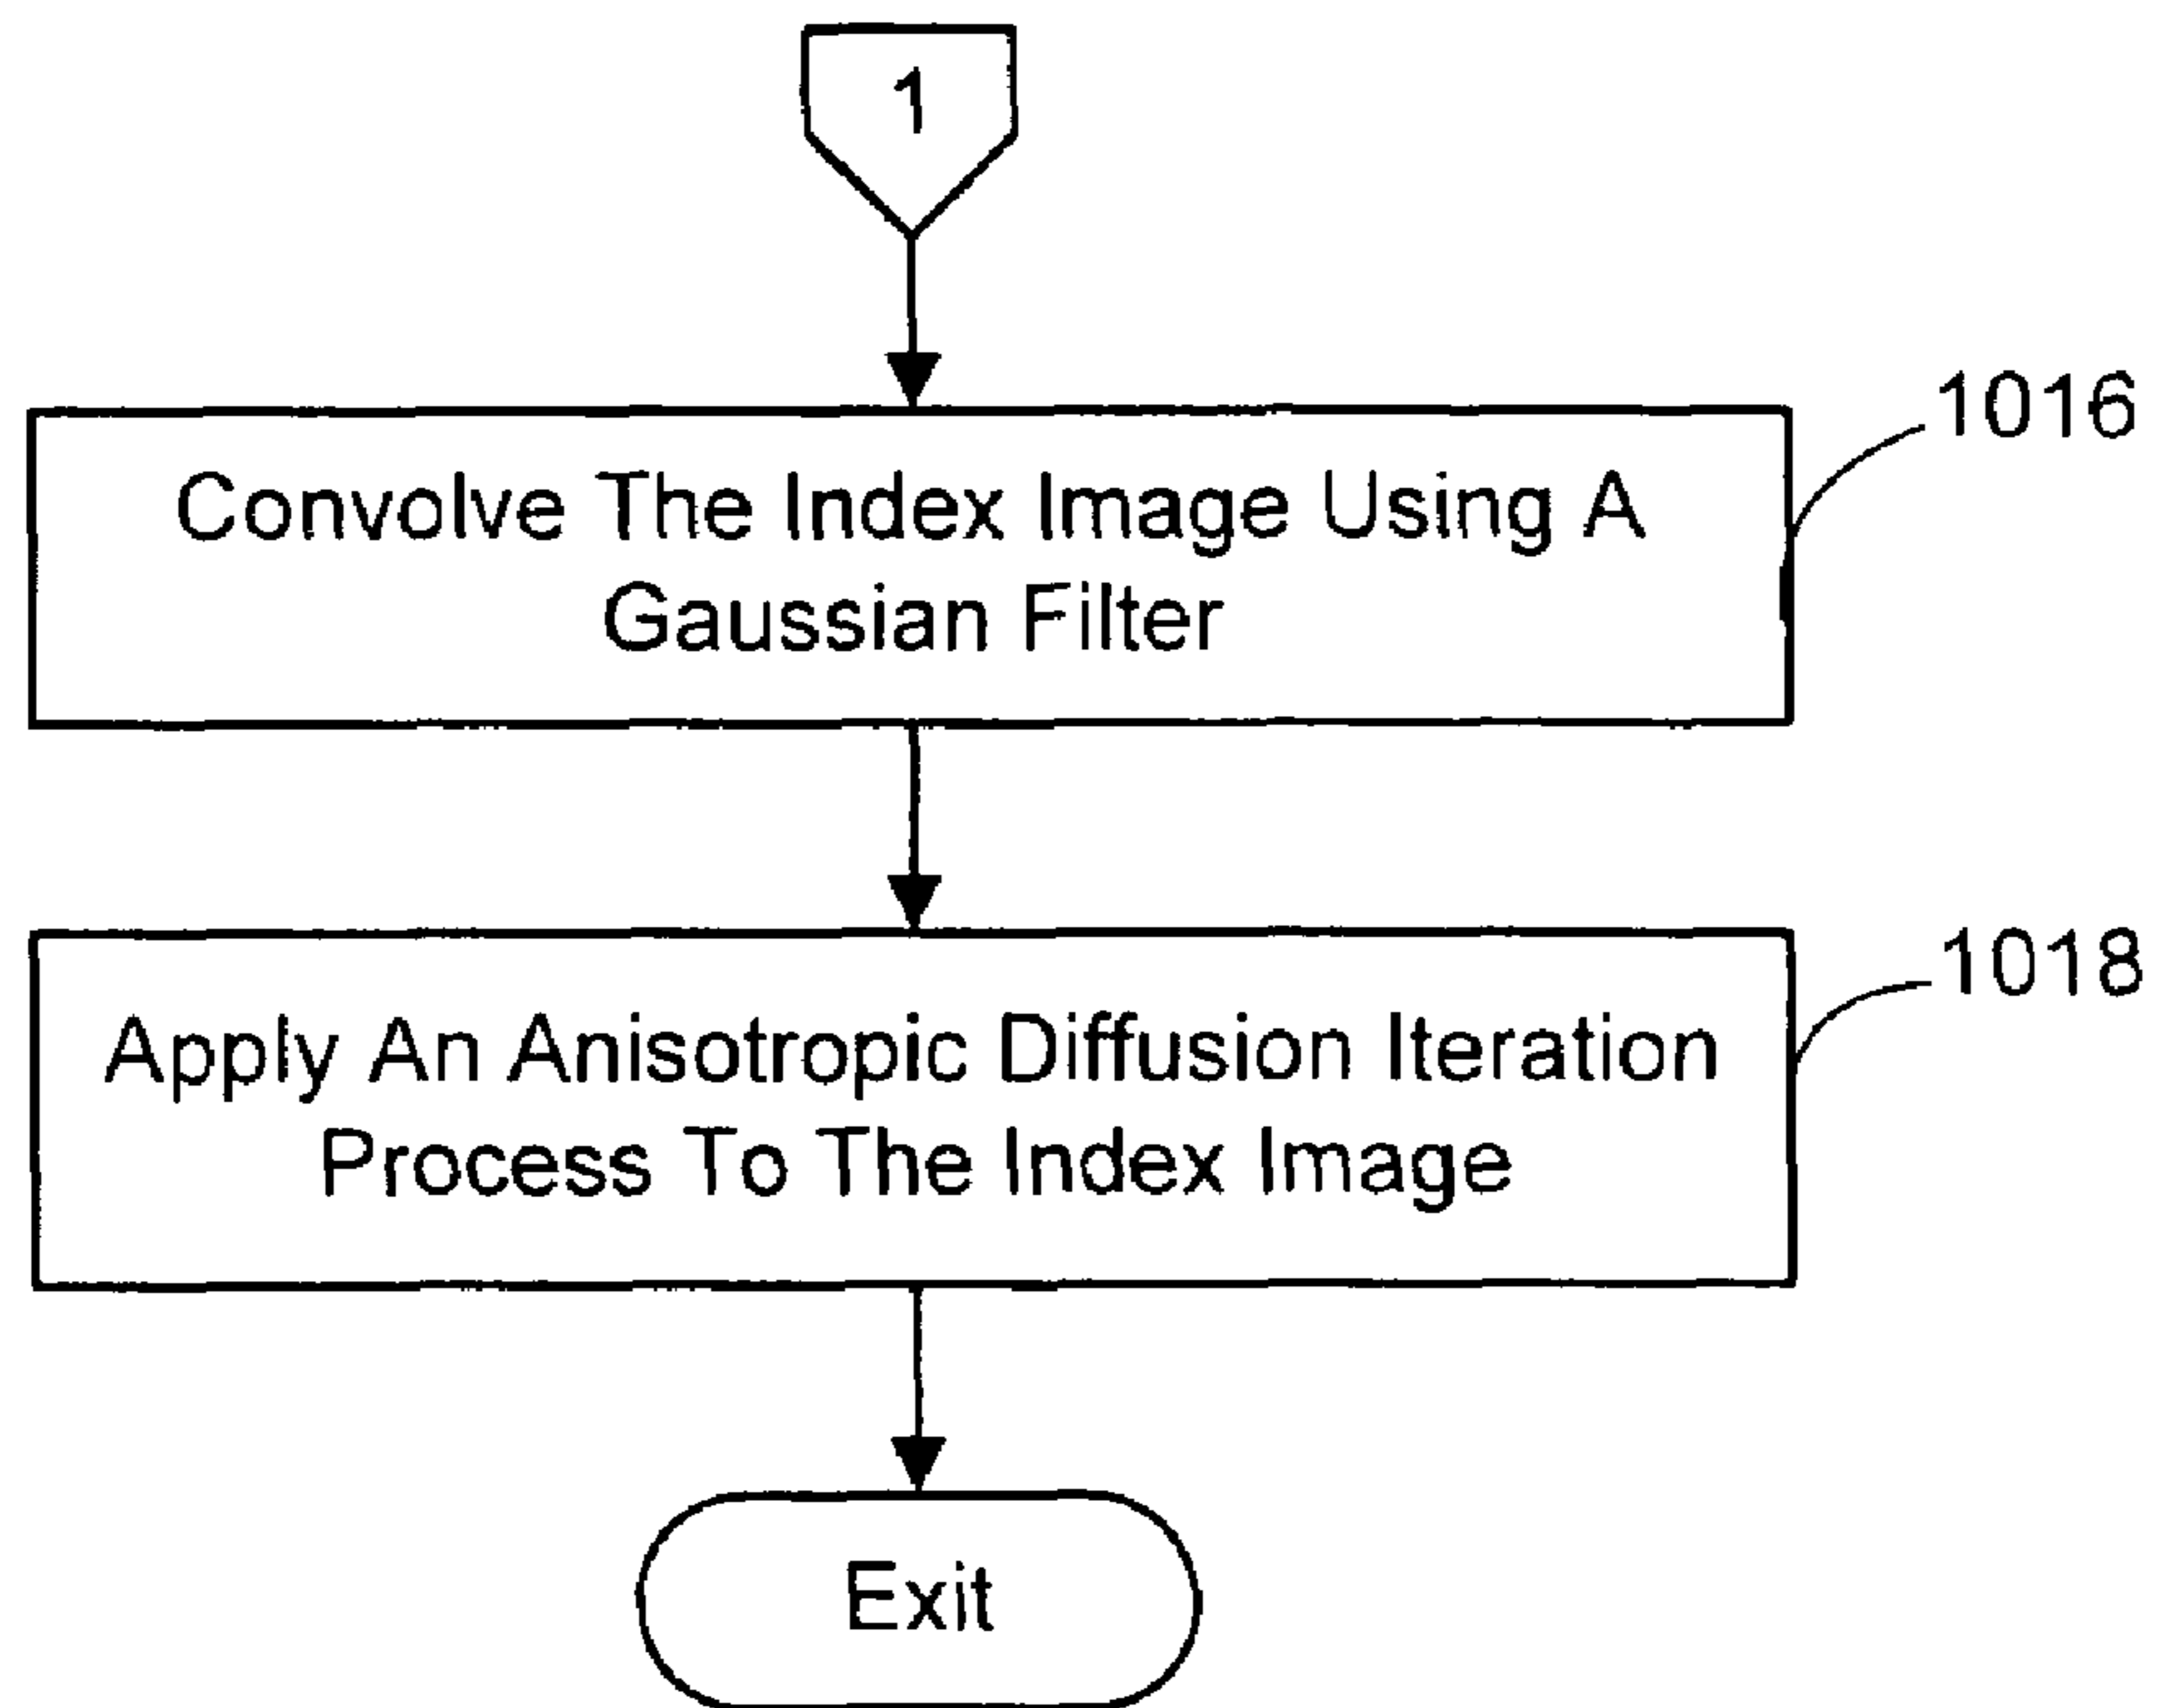 1
1016
Convolve The Index Image Using A
Gaussian Filter
1018
Apply An Anisotropic Diffusion Iteration
Process To The Index Image
Exit